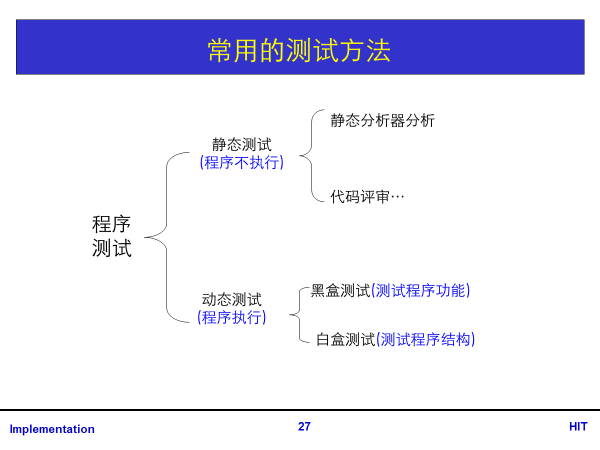 常用的测试方法
静态分析器分析
静态测试
(程序不执行)
代码评审…
程序
测试
动态测试
(程序执行)
黑盒测试(测试程序功能)
白盒测试(测试程序结构)
Implementation
27
HIT